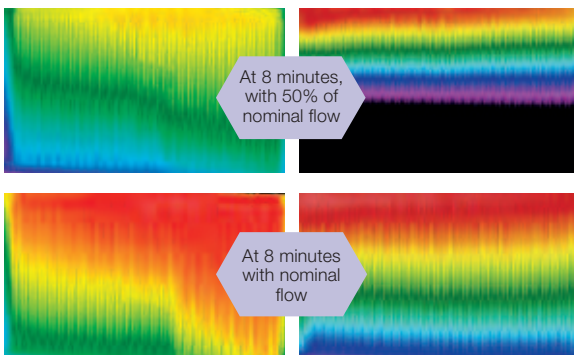 At 8 minutes,
with 50% of
nominal flow
At 8 minutes
with nominal
flow